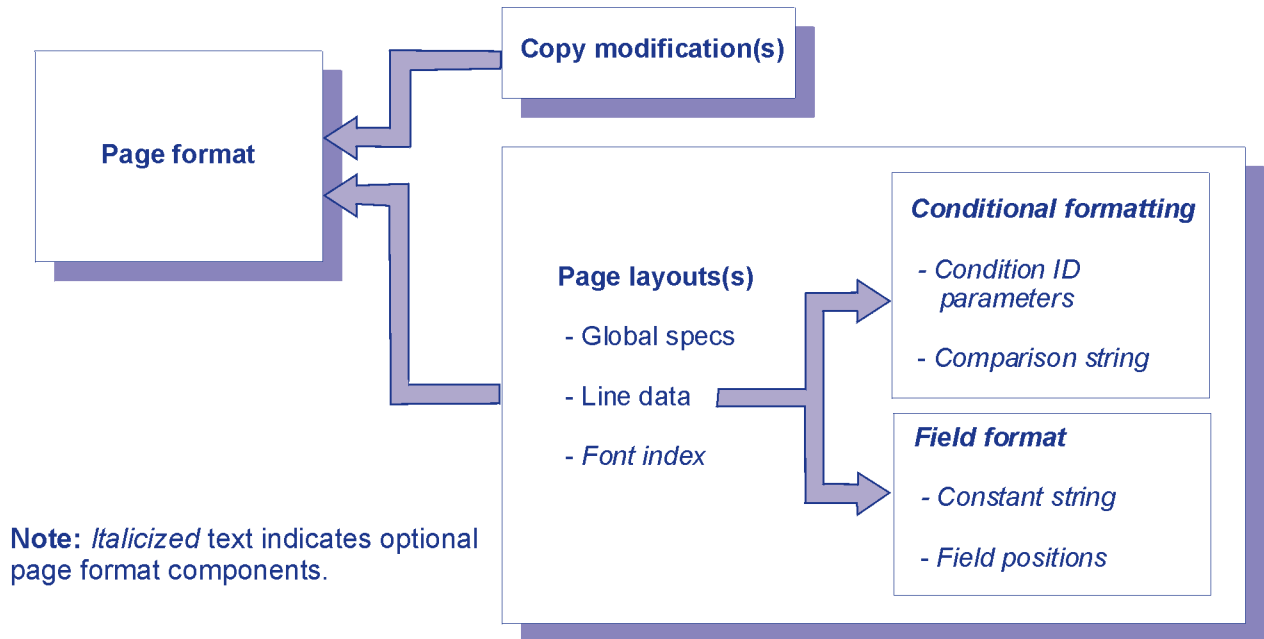 Copy modification(s)
Page format
Page layouts(s)
- Global specs
- Line data
- Font index
Conditional formatting
- Condition ID
parameters
- Comparison string
Field format
- Constant string
- Field positions
Note: Italicized text indicates optional
page format components.